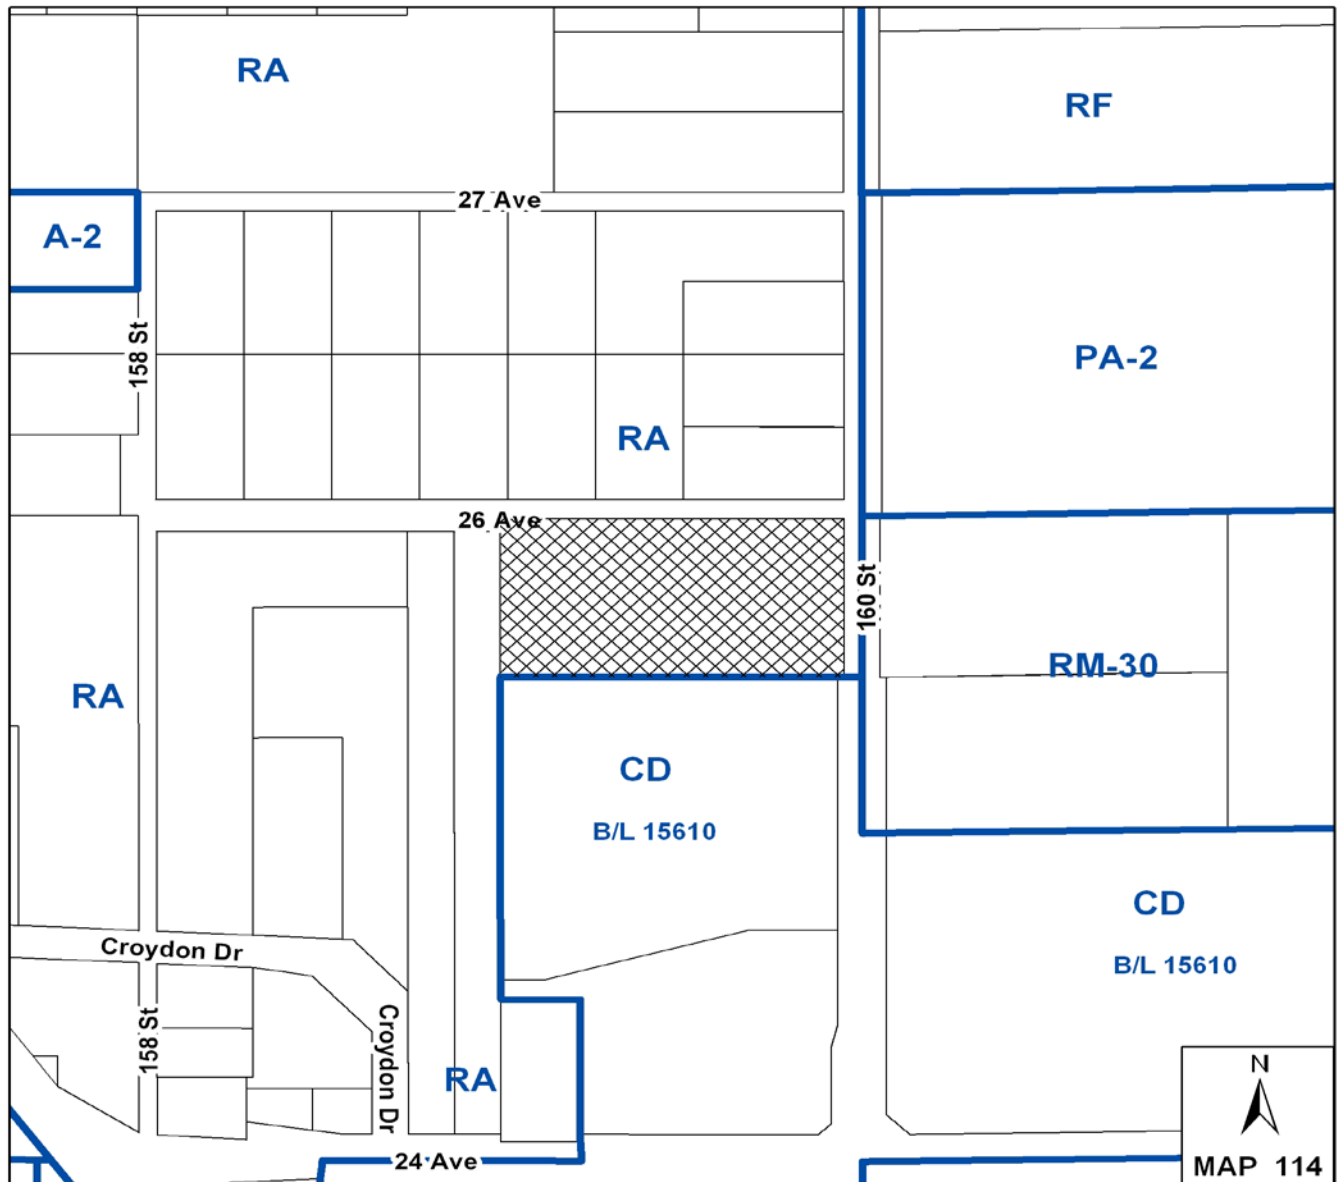 RA
RF
27 Ave
A-2
158 St
PA-2
RA
26 Ave
160 St
RM-30
RA
CD
B/L 15610
CD
Croydon Dr
B/L 15610
158 St
Croydon Dr
RA
N
24 Ave
MAP 114